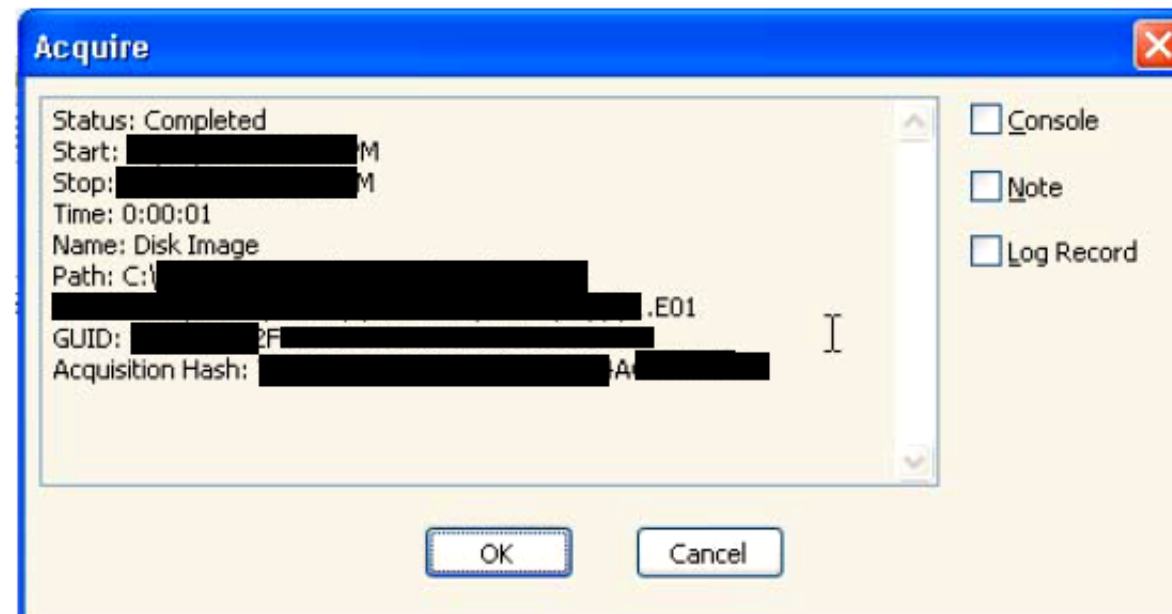 Acquire
Status: Completed
Start: M
Stop: M
Time: 0:00:01
Name: Disk Image
Path: C:\
.E01
GUID: 2F
Acquisition Hash: A
Console
Note
Log Record
OK
Cancel